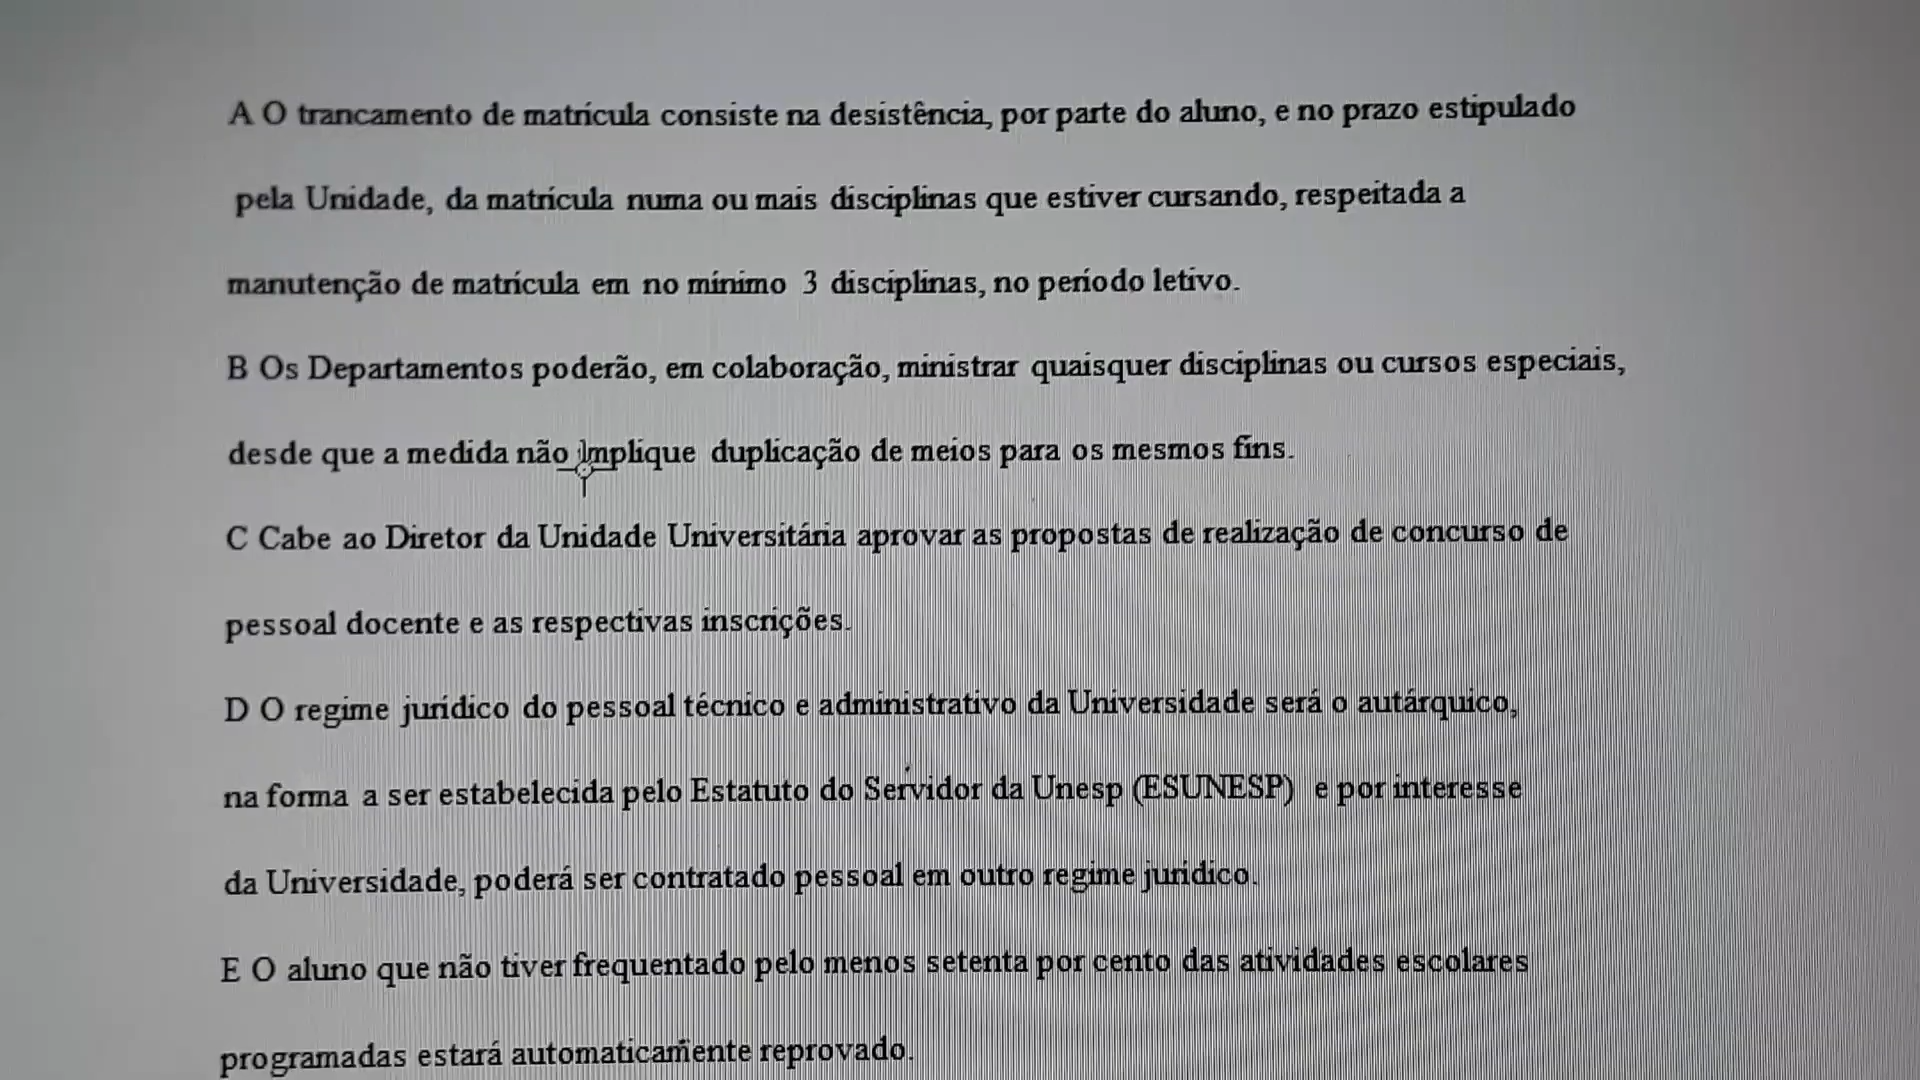 A O trancamento de matrícula consiste na desistência, por parte do aluno, e no prazo estipulado
pela Unidade, da matrícula numa ou mais disciplinas que estiver cursando, respeitada a
manutenção de matrícula em no mínimo 3 disciplinas, no período letivo.
B Os Departamentos poderão, em colaboração, ministrar quaisquer disciplinas ou cursos especiais,
desde que a medida não implique duplicação de meios para os mesmos fins.
C Cabe ao Diretor da Unidade Universitária aprovar as propostas de realização de concurso de
pessoal docente e as respectivas inscrições.
D O regime jurídico do pessoal técnico e administrativo da Universidade será o autárquico,
na forma a ser estabelecida pelo Estatuto do Servidor da Unesp (ESUNESP) e por interesse
da Universidade, poderá ser contratado pessoal em outro regime jurídico.
E O aluno que não tiver frequentado pelo menos setenta por cento das atividades escolares
programadas estará automaticamente reprovado.